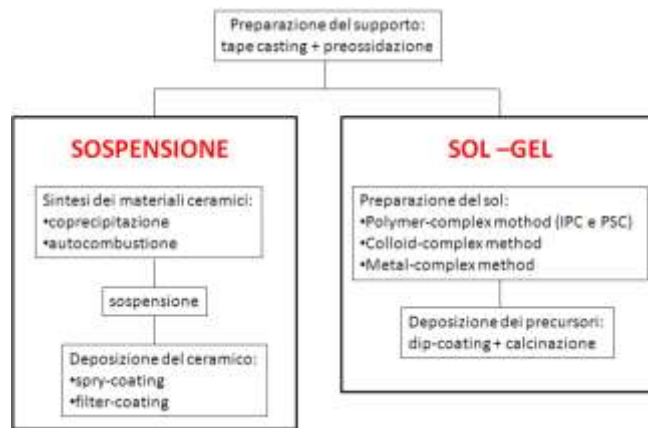 Preparazione del supporto:
tape casting + preossidazione
SOSPENSIONE
Sintesi dei materiali ceramici:
•coprecipitazione
•autocombustione
sospensione
Deposizione del ceramico:
•spry-coating
•filter-coating
SOL –GEL
Preparazione del sol:
•Polymer-complex mothod (IPC e PSC)
•Colloid-complex method
•Metal-complex method
Deposizione dei precursori:
dip-coating + calcinazione